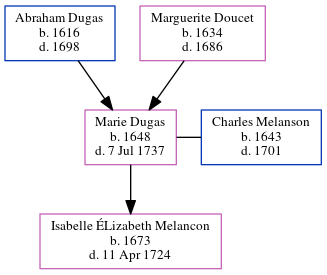 Abraham Dugas
b. 1616
d. 1698
Marguerite Doucet
b. 1634
d. 1686
Marie Dugas
b. 1648
d. 7 Jul 1737
Charles Melanson
b. 1643
d. 1701
Isabelle ÉLizabeth Melancon
b. 1673
d. 11 Apr 1724